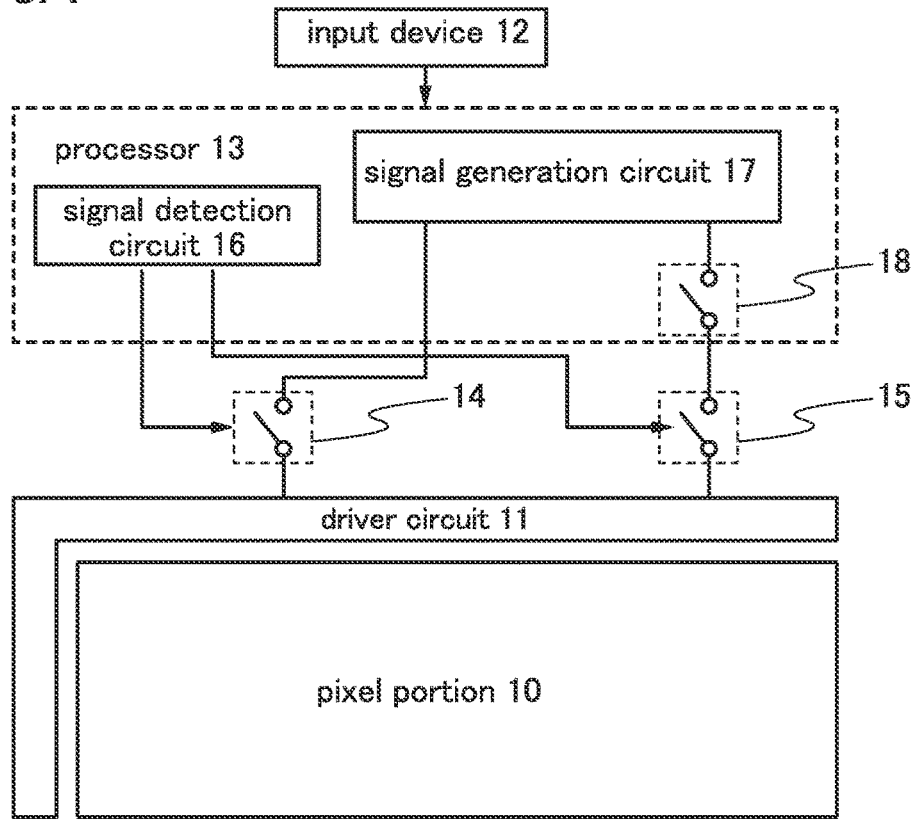 input device 12
processor 13
signal generation circuit 17
signal detection
circuit 16
18
14
15
driver circuit 11
pixel portion 10